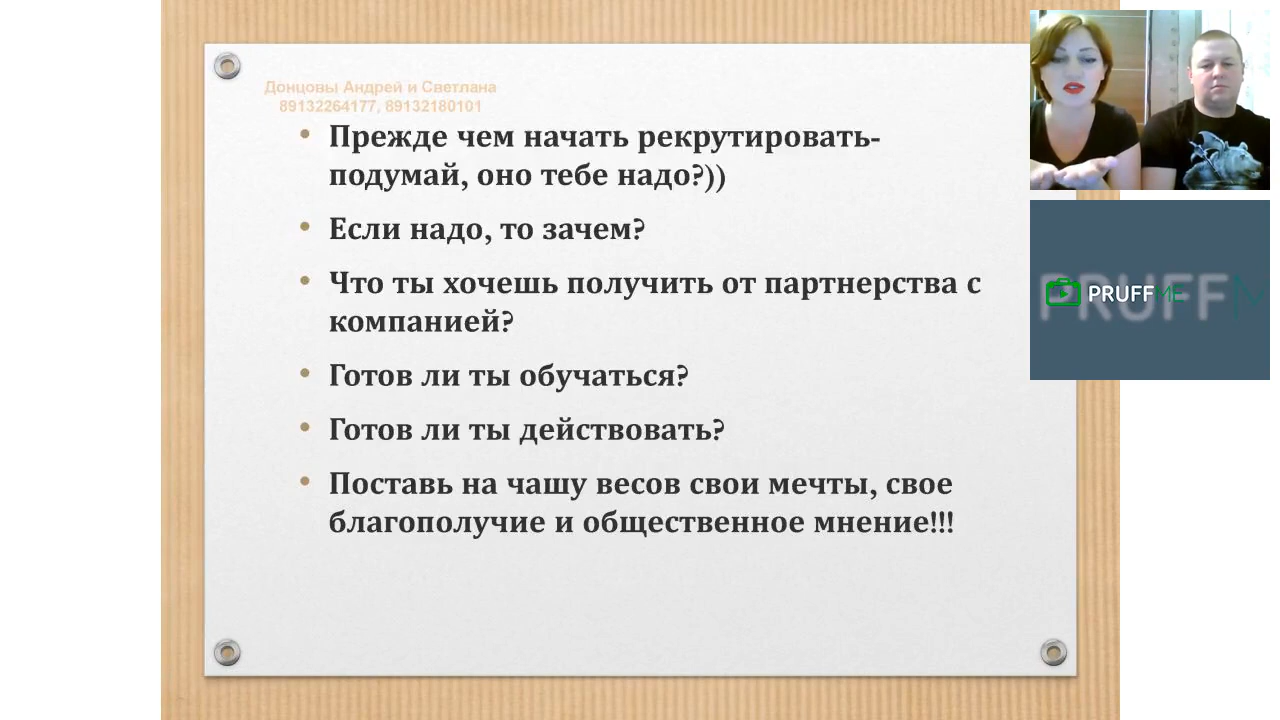 Донцовы Андрей и Светлана
89132264177, 89132180101
• Прежде чем начать рекрутировать-
подумай, оно тебе надо?))
• Если надо, то зачем?
• Что ты хочешь получить от партнерства с
компанией?
• Готов ли ты обучаться?
• Готов ли ты действовать?
• Поставь на чашу весов свои мечты, свое
благополучие и общественное мнение!!!
PRUFFME